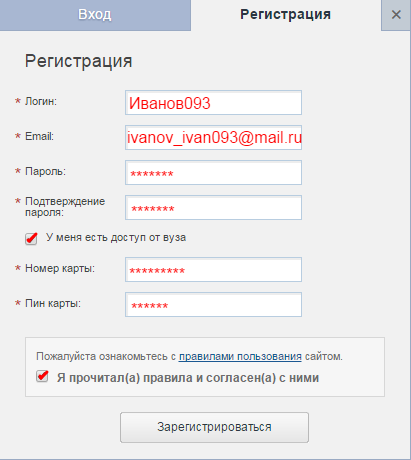 Вход Регистрация ×
Регистрация
* Логин: Иванов093
* Email: ivanov_ivan093@mail.ru
* Пароль: *******
* Подтверждение
пароля: *******
У меня есть доступ от вуза
* Номер карты: *********
* Пин карты: ******
Пожалуйста ознакомьтесь с правилами пользования сайтом.
Я прочитал(а) правила и согласен(а) с ними
Зарегистрироваться